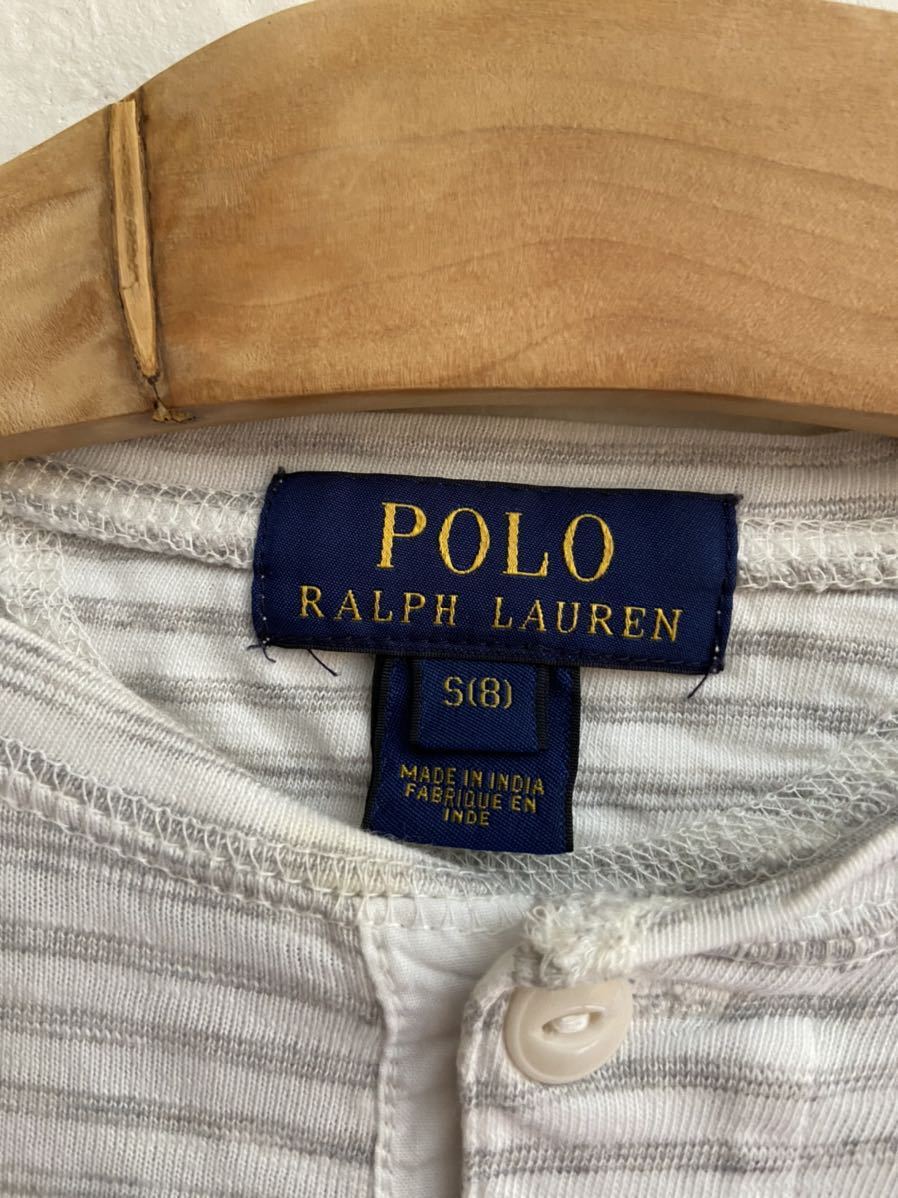 POLO
RALPH LAUREN
S(8)
MADE IN INDIA
FABRIQUE EN
INDE